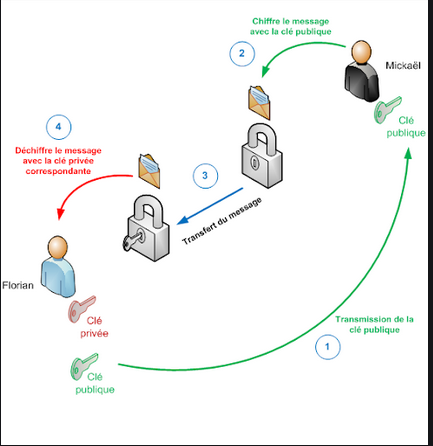 Chiffre le message
avec la clé publique
2
Mickaël
Clé
publique
4
Déchiffre le message
avec la clé privée
correspondante
3
Transfert du message
Florian
Clé
privée
Transmission de la
clé publique
1
Clé
publique